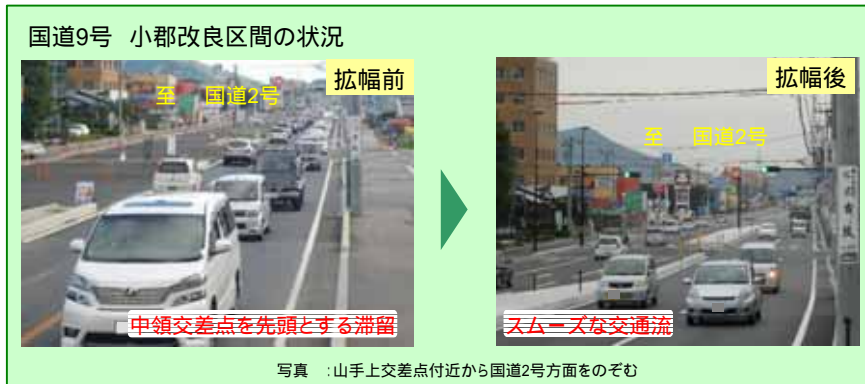 国道9号 小郡改良区間の状況
拡幅前
至 国道2号
中領交差点を先頭とする滞留
拡幅後
至 国道2号
スムーズな交通流
写真 :山手上交差点付近から国道2号方面をのぞむ